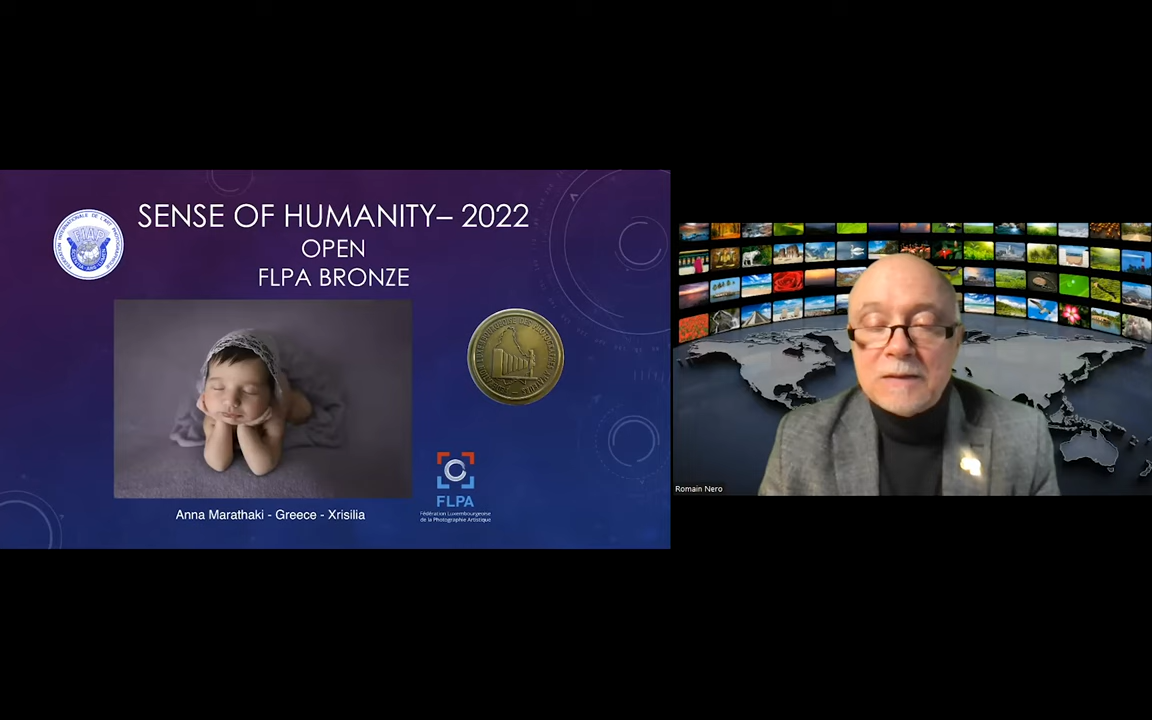 SENSE OF HUMANITY– 2022
OPEN
FLPA BRONZE
Anna Marathaki - Greece - Xrisilia
FLPA
Fédération Luxembourgeoise
de la Photographie Artistique
Romain Nero